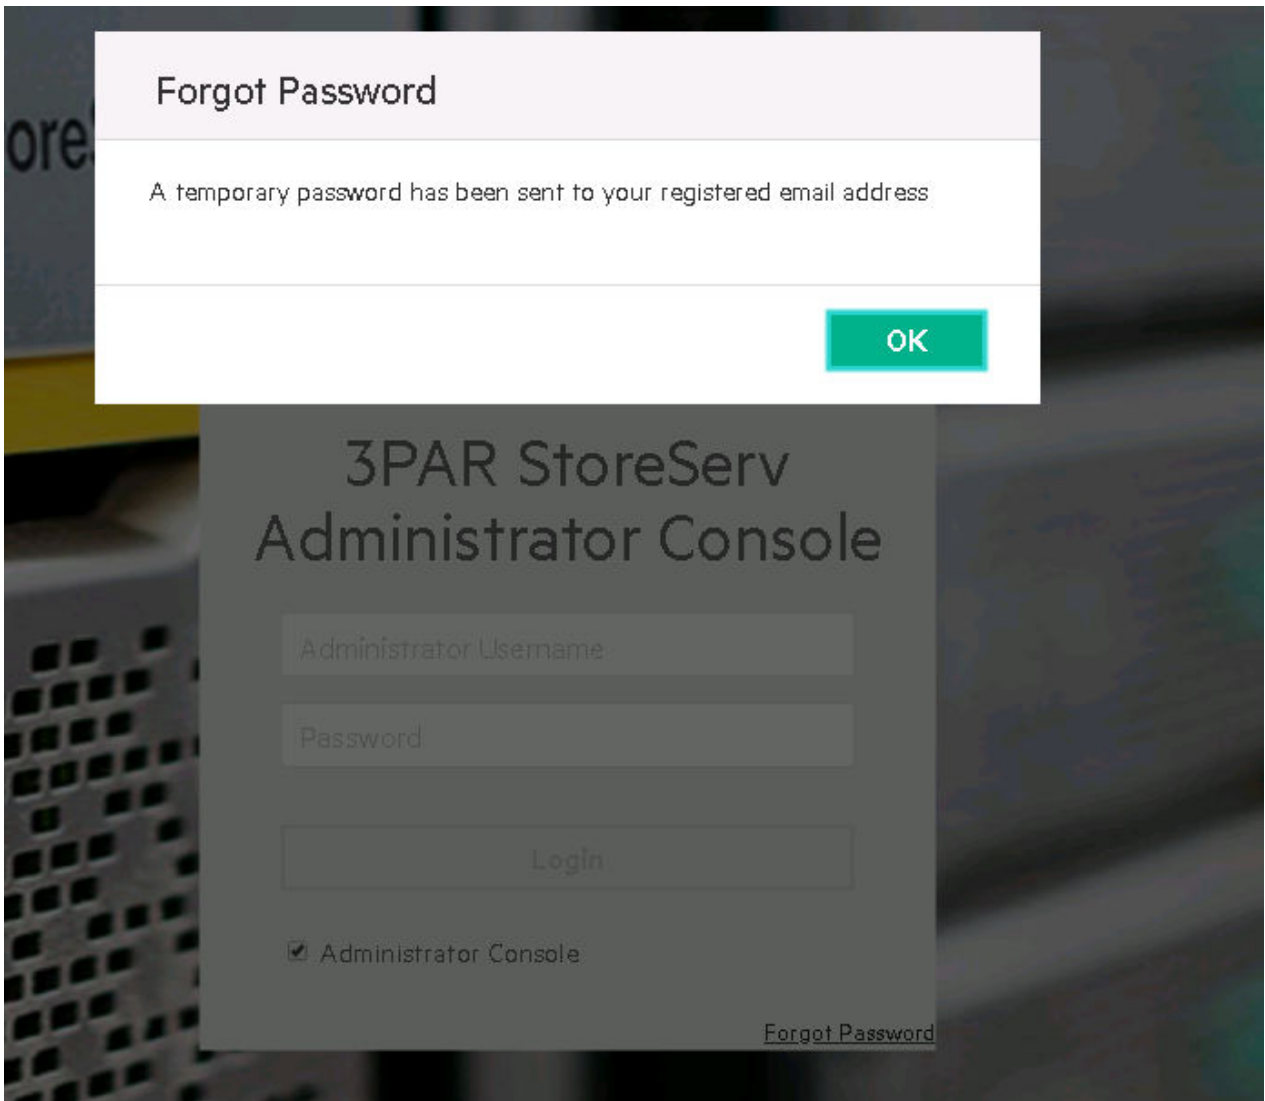 Forgot Password
ore
A temporary password has been sent to your registered email address
OK
3PAR StoreServ
Administrator Console
Administrator Username
Password
Login
Administrator Console
Forgot Password